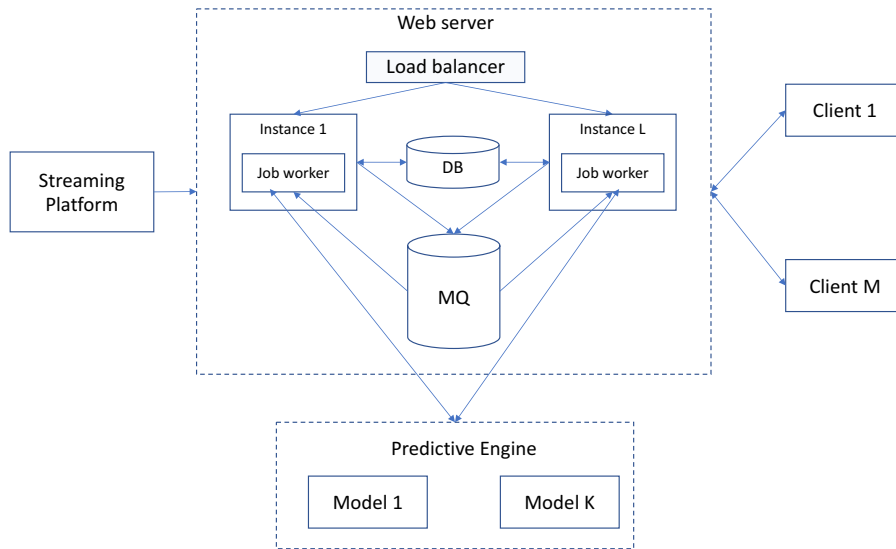 Web server
Load balancer
Instance 1
Job worker
DB
Instance L
Job worker
Streaming
Platform
Client 1
MQ
Client M
Predictive Engine
Model 1
Model K